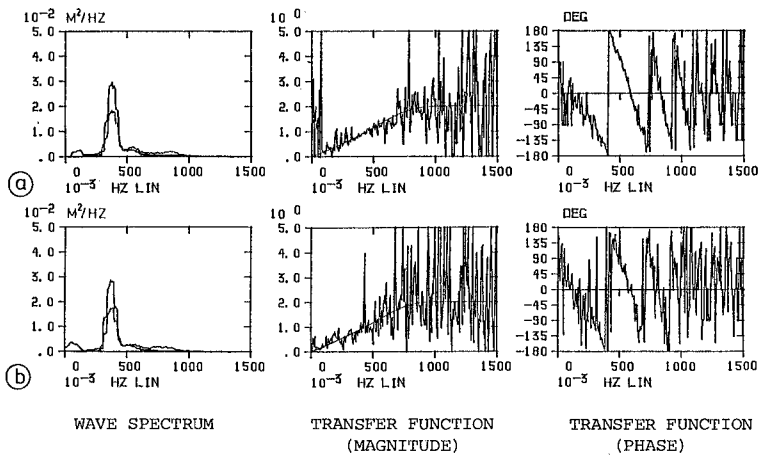 10⁻² M²/HZ
5.0
4.0
3.0
2.0
1.0
.0
0 500 1000 1500
10⁻³ HZ LIN
10⁰
5.0
4.0
3.0
2.0
1.0
.0
0 500 1000 1500
10⁻³ HZ LIN
DEG
180
135
90
45
0
-45
-90
-135
-180
0 500 1000 1500
10⁻³ HZ LIN
a
10⁻² M²/HZ
5.0
4.0
3.0
2.0
1.0
.0
0 500 1000 1500
10⁻³ HZ LIN
10⁰
5.0
4.0
3.0
2.0
1.0
.0
0 500 1000 1500
10⁻³ HZ LIN
DEG
180
135
90
45
0
-45
-90
-135
-180
0 500 1000 1500
10⁻³ HZ LIN
b
WAVE SPECTRUM
TRANSFER FUNCTION
(MAGNITUDE)
TRANSFER FUNCTION
(PHASE)